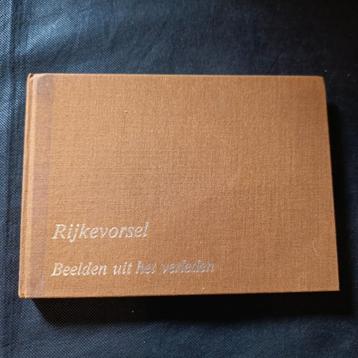 Rijkevorsel
Beelden uit het verleden